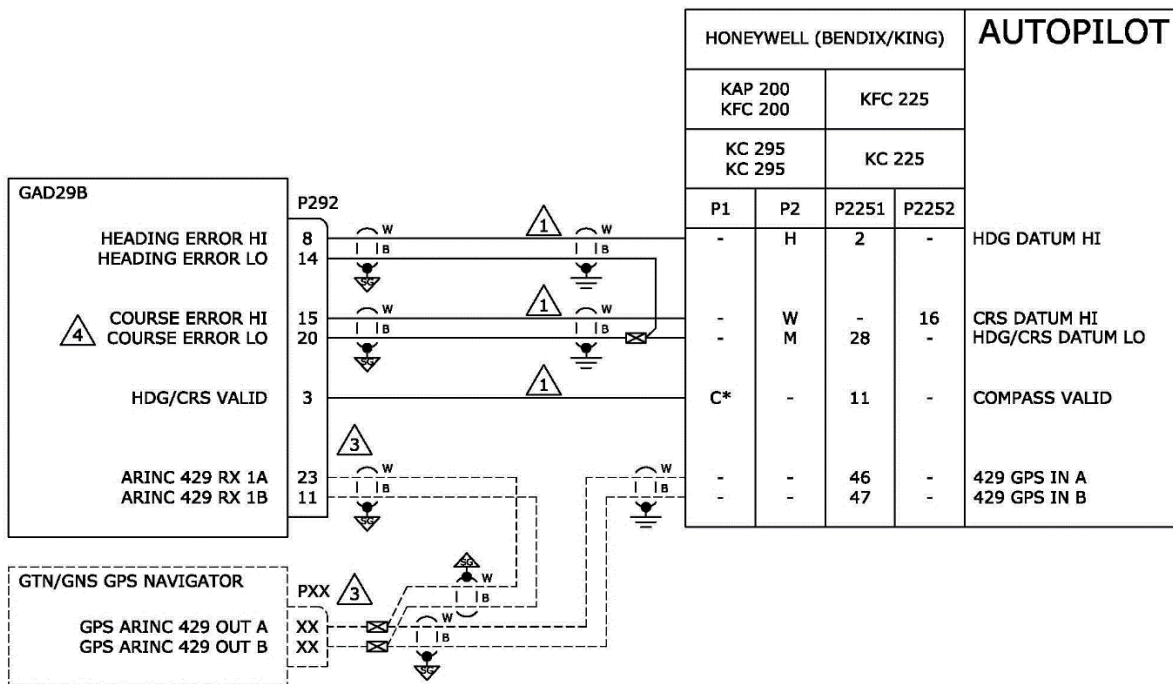 HONEYWELL (BENDIX/KING) AUTOPILOT
KAP 200 KFC 225
KFC 200
KC 295 KC 225
KC 295
P1 P2 P2251 P2252
GAD29B
P292
HEADING ERROR HI 8 W 1 - H 2 - HDG DATUM HI
HEADING ERROR LO 14 B B
SG
COURSE ERROR HI 15 W 1 W - W - 16 CRS DATUM HI
4 COURSE ERROR LO 20 B B - M 28 - HDG/CRS DATUM LO
SG
HDG/CRS VALID 3 1 C* - 11 - COMPASS VALID
3
ARINC 429 RX 1A 23 W W - - 46 - 429 GPS IN A
ARINC 429 RX 1B 11 B B - - 47 - 429 GPS IN B
SG
GTN/GNS GPS NAVIGATOR
PXX 3 SG W
B
GPS ARINC 429 OUT A XX W
GPS ARINC 429 OUT B XX B
SG